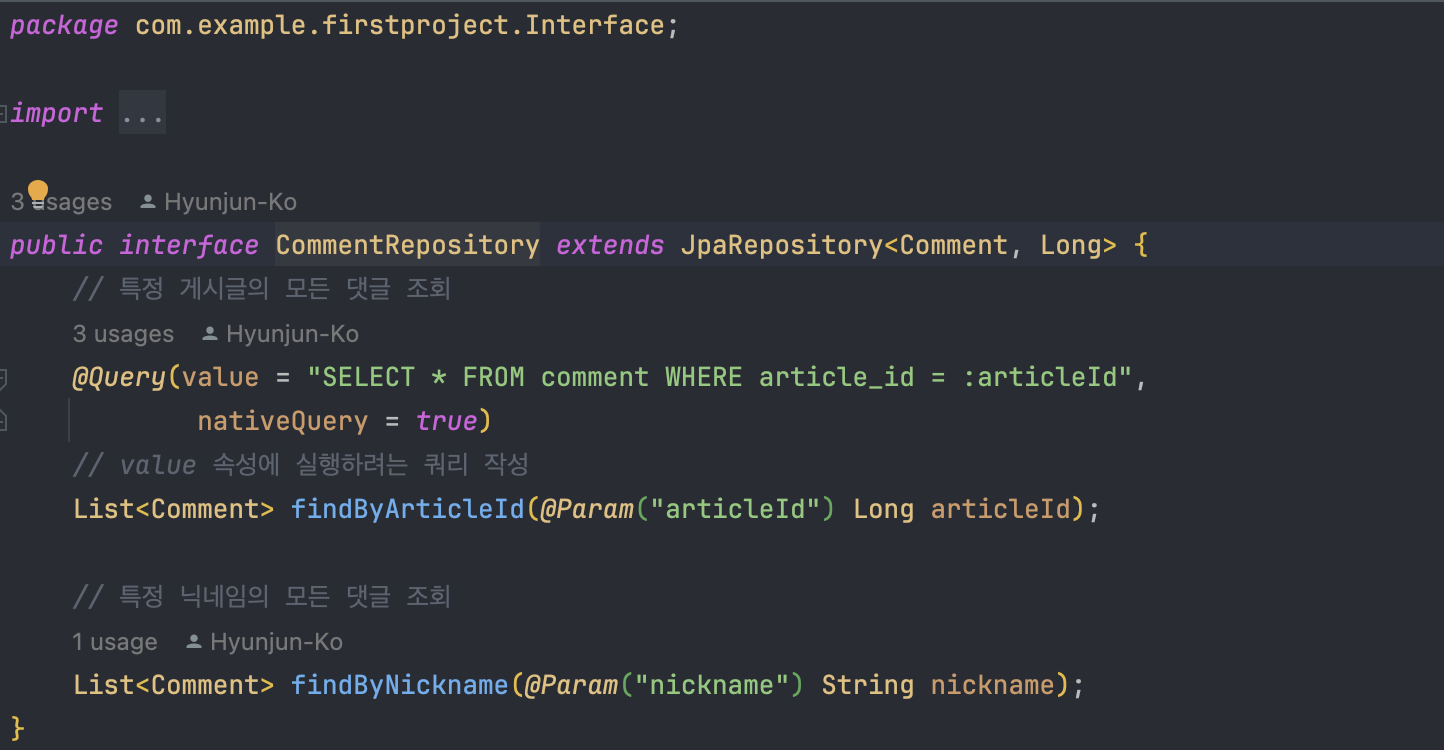 package com.example.firstproject.Interface;
import ...
3 usages Hyunjun-Ko
public interface CommentRepository extends JpaRepository<Comment, Long> {
// 특정 게시글의 모든 댓글 조회
3 usages Hyunjun-Ko
@Query(value = "SELECT * FROM comment WHERE article_id = :articleId",
nativeQuery = true)
// value 속성에 실행하려는 쿼리 작성
List<Comment> findByArticleId(@Param("articleId") Long articleId);
// 특정 닉네임의 모든 댓글 조회
1 usage Hyunjun-Ko
List<Comment> findByNickname(@Param("nickname") String nickname);
}